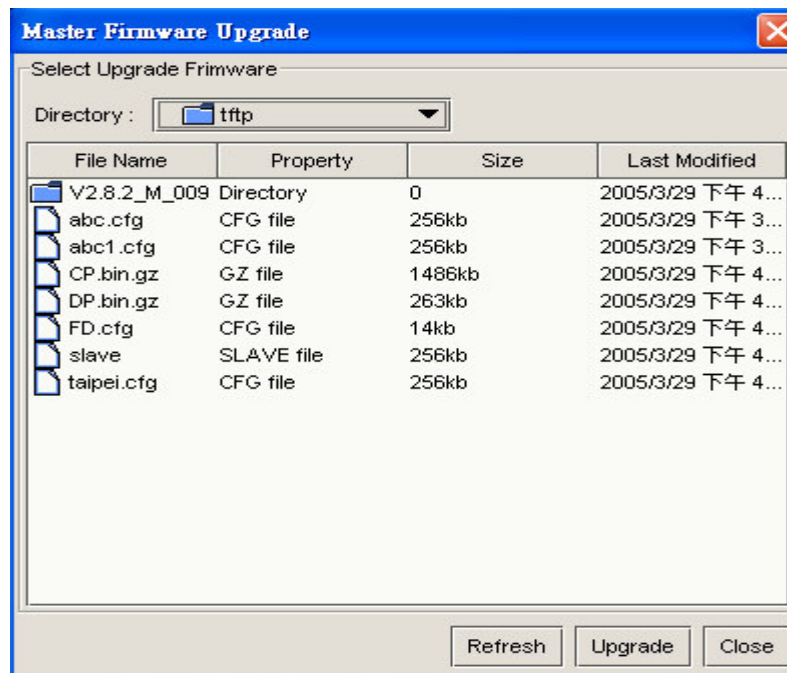 Master Firmware Upgrade
Select Upgrade Frimware
Directory : tftp
File Name Property Size Last Modified
V2.8.2_M_009 Directory 0 2005/3/29 下午 4...
abc.cfg CFG file 256kb 2005/3/29 下午 3...
abc1.cfg CFG file 256kb 2005/3/29 下午 3...
CP.bin.gz GZ file 1486kb 2005/3/29 下午 4...
DP.bin.gz GZ file 263kb 2005/3/29 下午 4...
FD.cfg CFG file 14kb 2005/3/29 下午 4...
slave SLAVE file 256kb 2005/3/29 下午 4...
taipei.cfg CFG file 256kb 2005/3/29 下午 4...
Refresh Upgrade Close